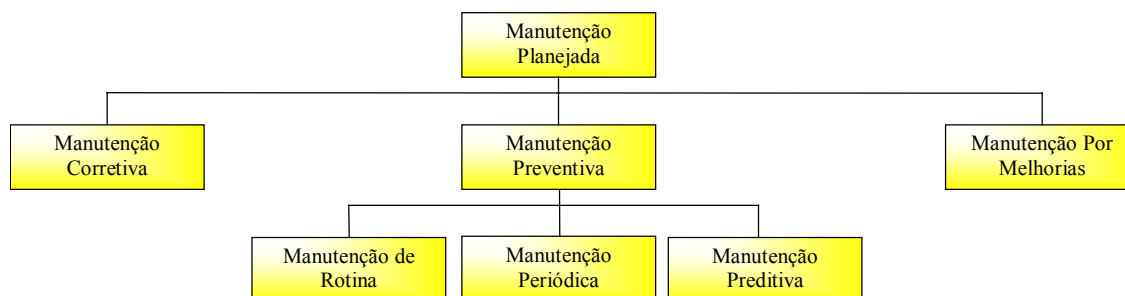 Manutenção
Planejada
Manutenção
Corretiva
Manutenção
Preventiva
Manutenção Por
Melhorias
Manutenção de
Rotina
Manutenção
Periódica
Manutenção
Preditiva